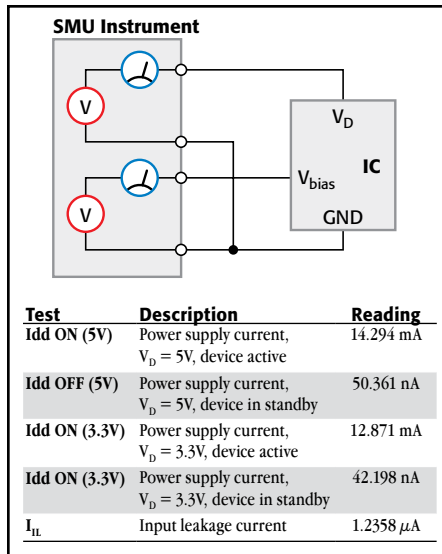 SMU Instrument
V
V
V_D
V_bias
IC
GND
Test Description Reading
Idd ON (5V) Power supply current, 14.294 mA
V_D = 5V, device active
Idd OFF (5V) Power supply current, 50.361 nA
V_D = 5V, device in standby
Idd ON (3.3V) Power supply current, 12.871 mA
V_D = 3.3V, device active
Idd ON (3.3V) Power supply current, 42.198 nA
V_D = 3.3V, device in standby
I_IL Input leakage current 1.2358 μA